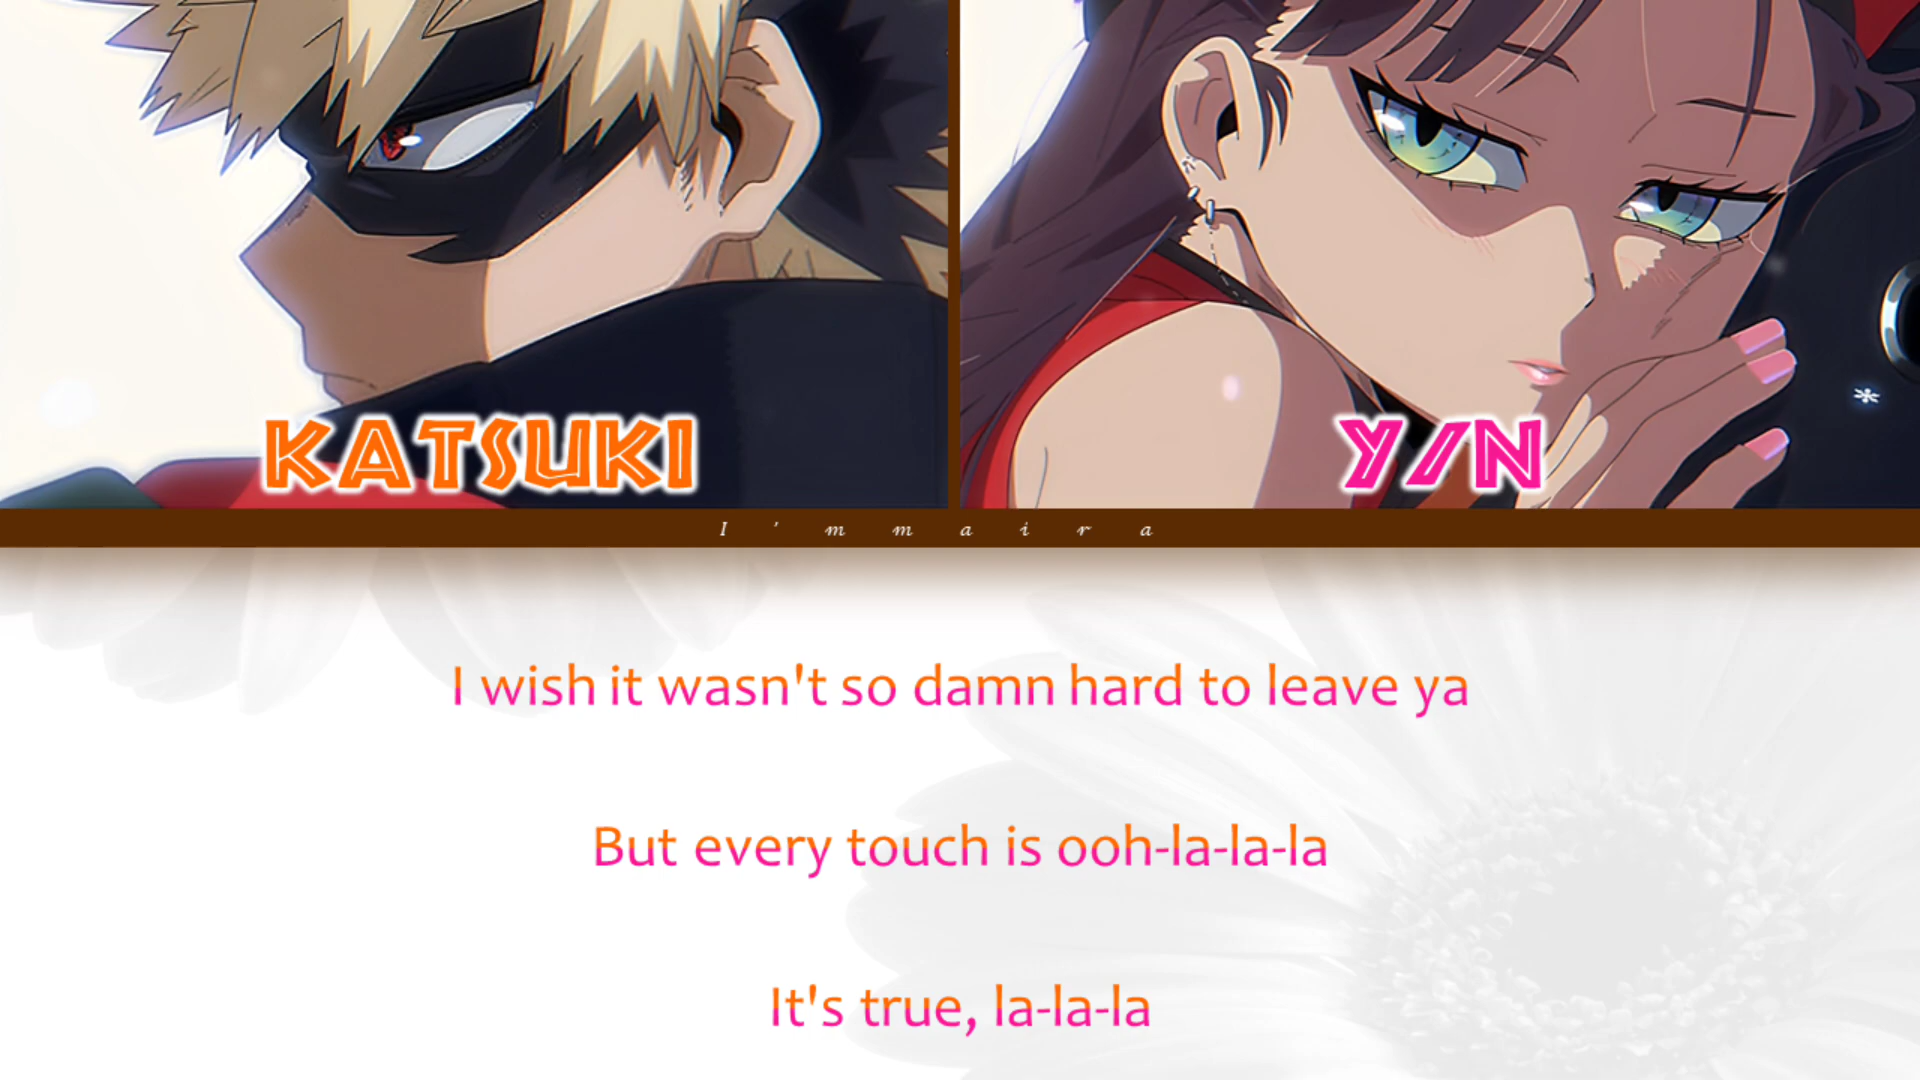 KATSUKI
Y/N
I'mmaira
I wish it wasn't so damn hard to leave ya
But every touch is ooh-la-la-la
It's true, la-la-la